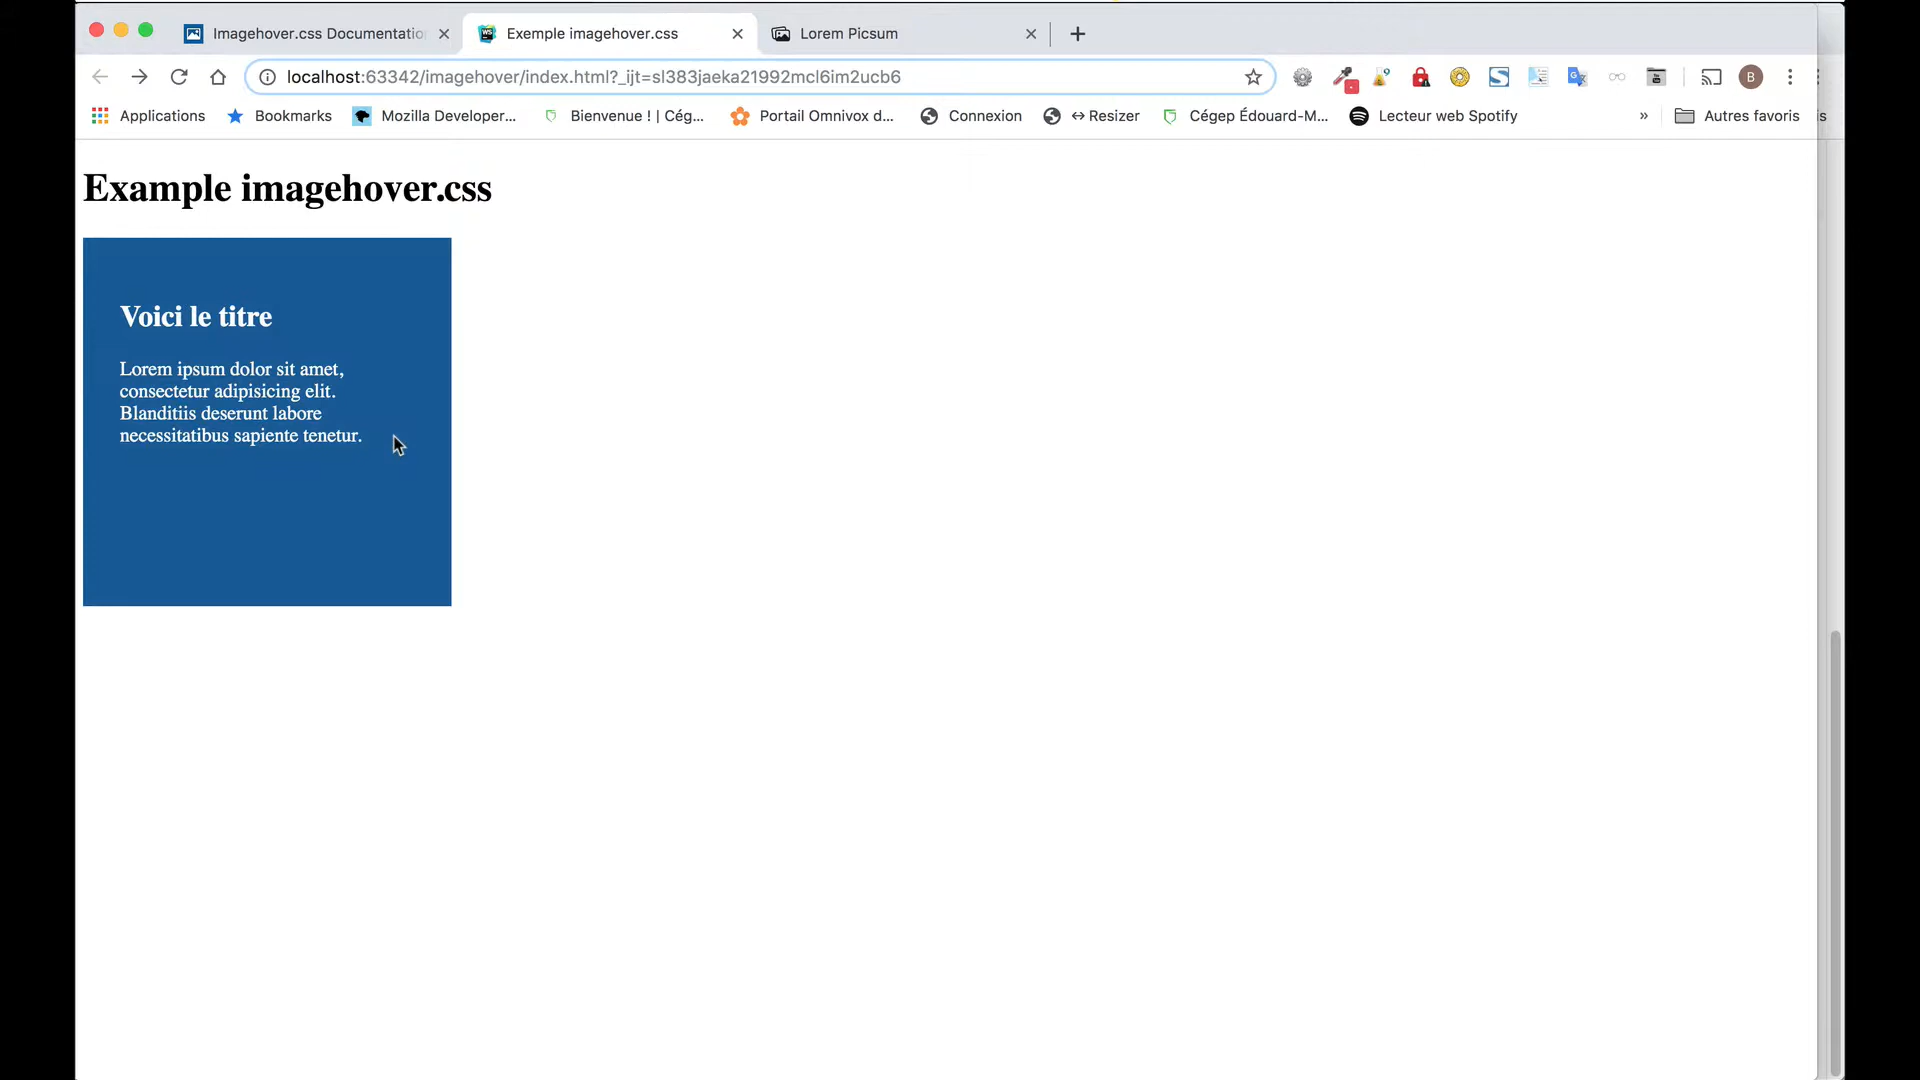 Imagehover.css Documentatio
Exemple imagehover.css
Lorem Picsum
localhost:63342/imagehover/index.html?_ijt=sl383jaeka21992mcl6im2ucb6
B
Applications
Bookmarks
Mozilla Developer...
Bienvenue ! | Cég...
Portail Omnivox d...
Connexion
↔ Resizer
Cégep Édouard-M...
Lecteur web Spotify
»
Autres favoris
is
Example imagehover.css
Voici le titre
Lorem ipsum dolor sit amet,
consectetur adipisicing elit.
Blanditiis deserunt labore
necessitatibus sapiente tenetur.